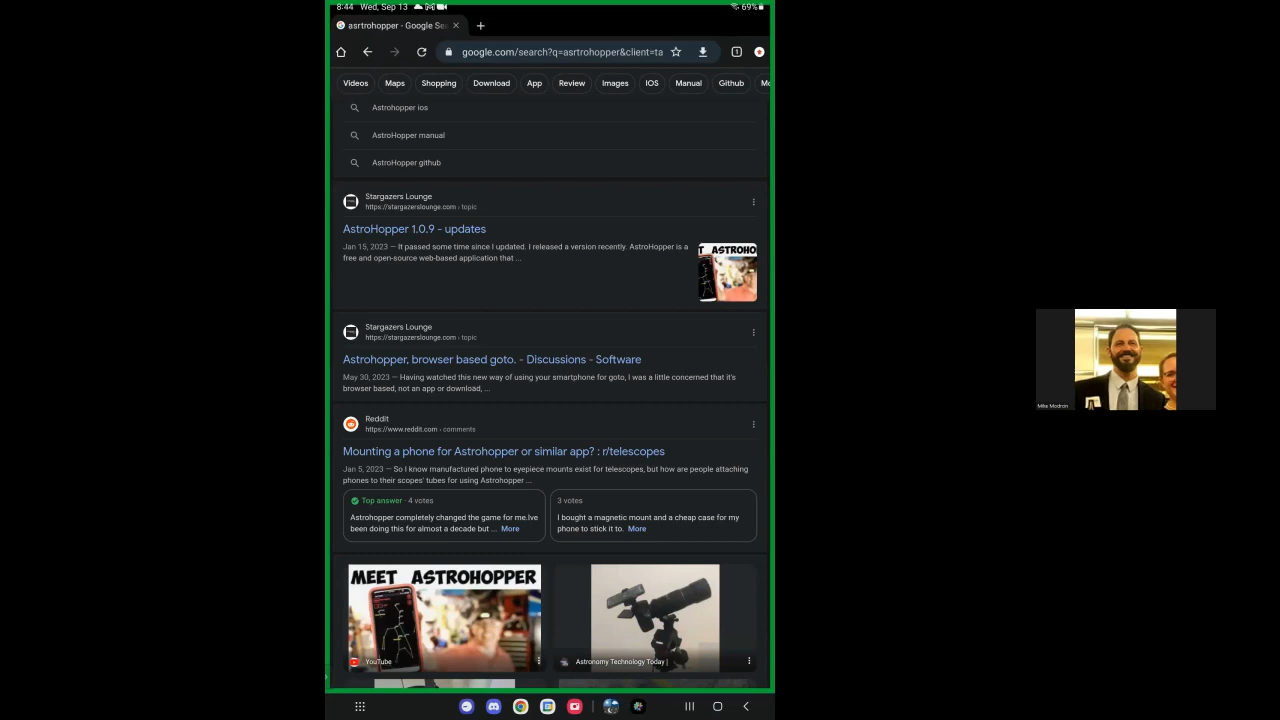 8:44 Wed, Sep 13
69%
asrtrohopper - Google Se
google.com/search?q=asrtrohopper&client=ta
1
Videos Maps Shopping Download App Review Images IOS Manual Github Mo
Astrohopper ios
AstroHopper manual
AstroHopper github
Stargazers Lounge
https://stargazerslounge.com › topic
AstroHopper 1.0.9 - updates
Jan 15, 2023 — It passed some time since I updated. I released a version recently. AstroHopper is a
free and open-source web-based application that ...
T ASTROHO
Stargazers Lounge
https://stargazerslounge.com › topic
Astrohopper, browser based goto. - Discussions - Software
May 30, 2023 — Having watched this new way of using your smartphone for goto, I was a little concerned that it's
browser based, not an app or download, ...
Reddit
https://www.reddit.com › comments
Mounting a phone for Astrohopper or similar app? : r/telescopes
Jan 5, 2023 — So I know manufactured phone to eyepiece mounts exist for telescopes, but how are people attaching
phones to their scopes' tubes for using Astrohopper ...
Top answer · 4 votes
Astrohopper completely changed the game for me.Ive
been doing this for almost a decade but ... More
3 votes
I bought a magnetic mount and a cheap case for my
phone to stick it to. More
MEET ASTROHOPPER
YouTube
Astronomy Technology Today |
Mike Modron